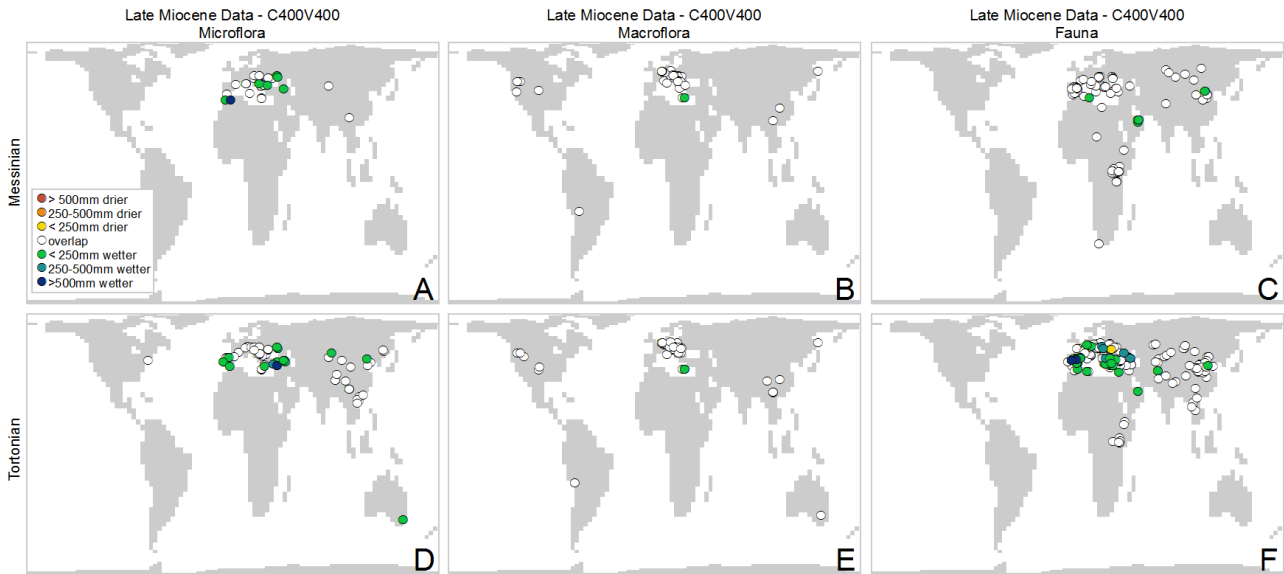 Late Miocene Data - C400V400
Microflora
Late Miocene Data - C400V400
Macroflora
Late Miocene Data - C400V400
Fauna
Messinian
> 500mm drier
250-500mm drier
< 250mm drier
overlap
< 250mm wetter
250-500mm wetter
>500mm wetter
A
B
C
Tortonian
D
E
F